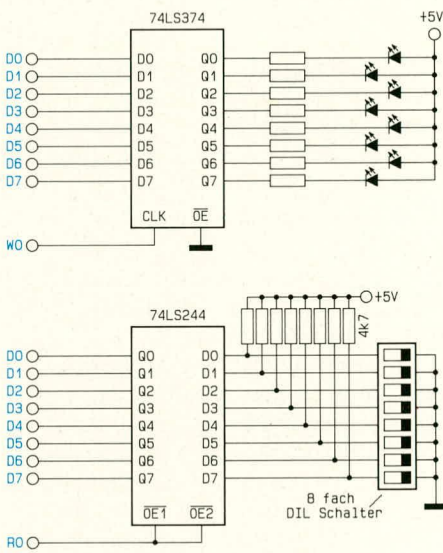 74LS374
+5V
D0 D0 Q0
D1 D1 Q1
D2 D2 Q2
D3 D3 Q3
D4 D4 Q4
D5 D5 Q5
D6 D6 Q6
D7 D7 Q7
CLK OE
W0
74LS244
+5V
4k7
D0 Q0 D0
D1 Q1 D1
D2 Q2 D2
D3 Q3 D3
D4 Q4 D4
D5 Q5 D5
D6 Q6 D6
D7 Q7 D7
OE1 OE2
8 fach
DIL Schalter
R0